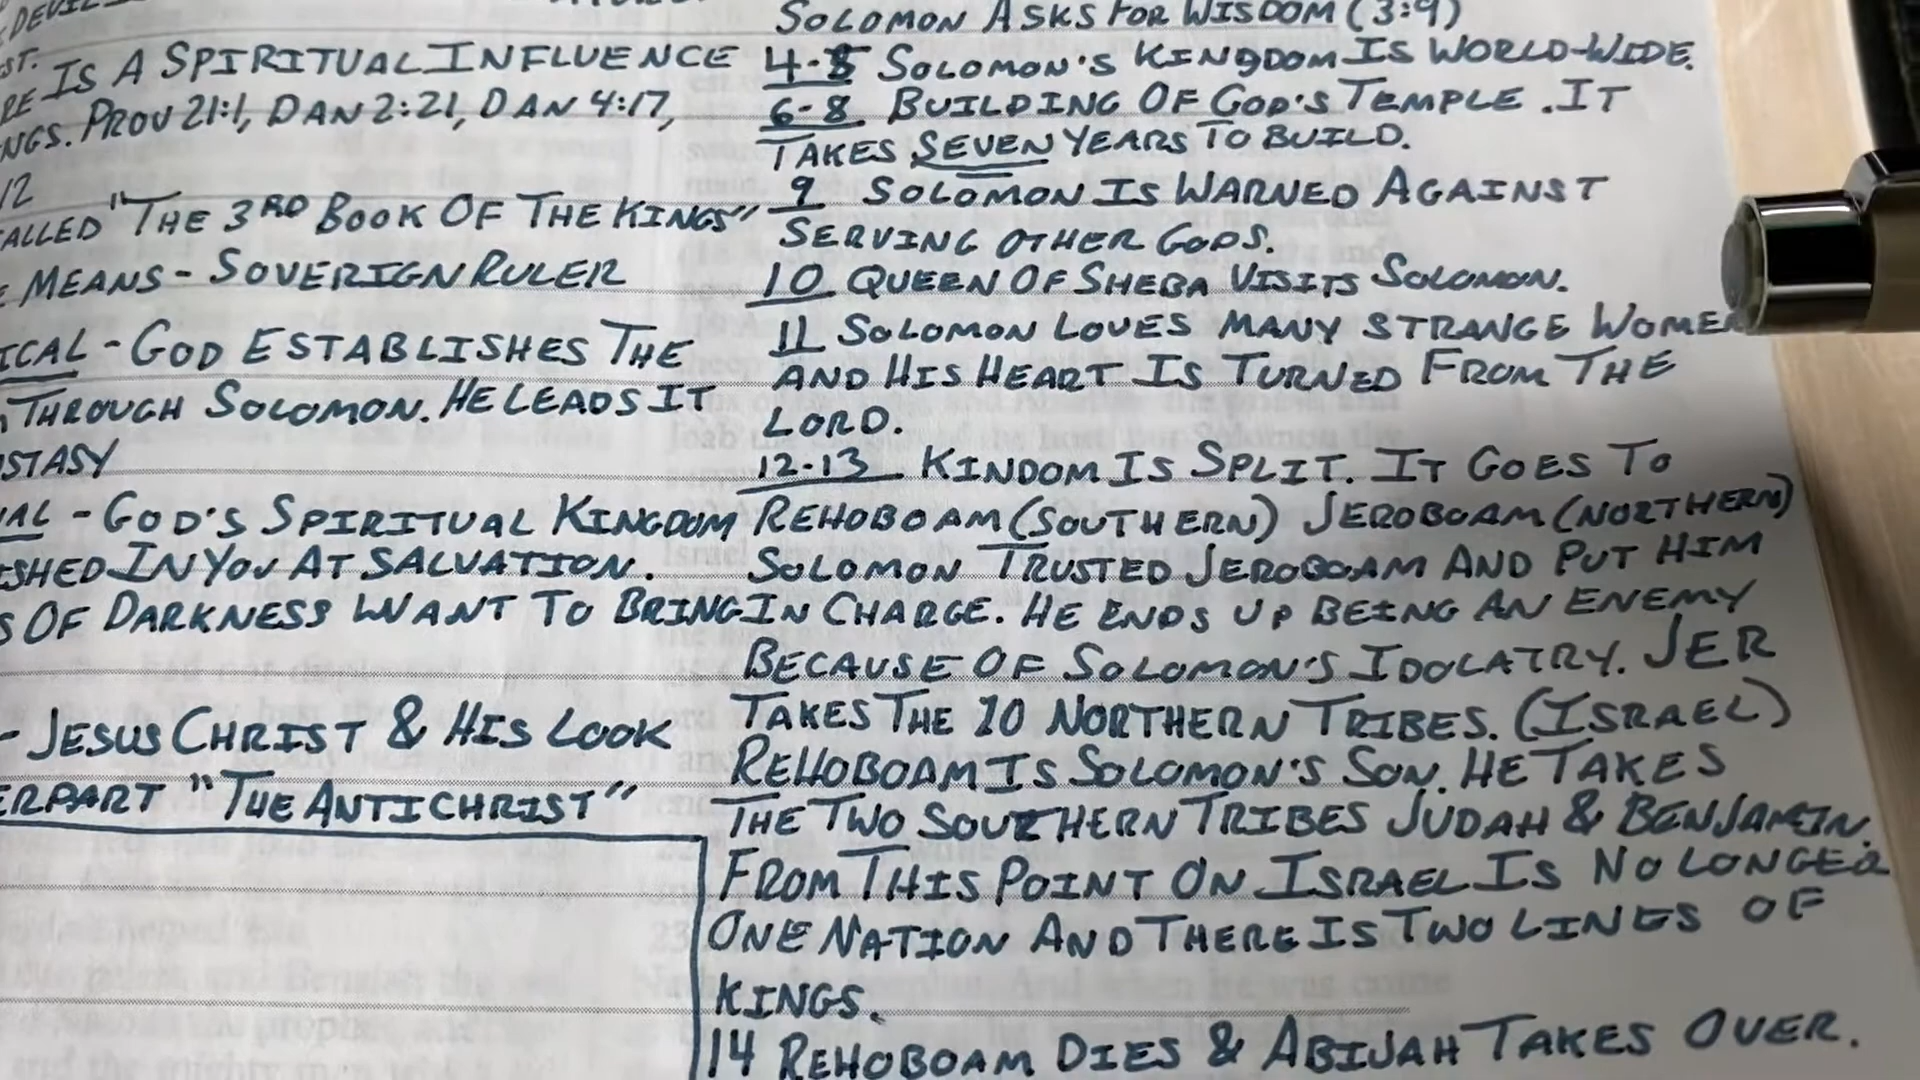 DEVIL
ST.
RE IS A SPIRITUAL INFLUENCE
NGS. PROV 21:1, DAN 2:21, DAN 4:17,
12
ALLED "THE 3RD BOOK OF THE KINGS"
E MEANS - SOVERIGN RULER
ICAL - GOD ESTABLISHES THE
THROUGH SOLOMON. HE LEADS IT
STASY
UAL - GOD'S SPIRITUAL KINGDOM
ISHED IN YOU AT SALVATION.
S OF DARKNESS WANT TO BRING
- JESUS CHRIST & HIS LOOK
ERPART "THE ANTICHRIST"
SOLOMON ASKS FOR WISDOM (3:9)
4-5 SOLOMON'S KINGDOM IS WORLD-WIDE.
6-8 BUILDING OF GOD'S TEMPLE. IT
TAKES SEVEN YEARS TO BUILD.
9 SOLOMON IS WARNED AGAINST
SERVING OTHER GODS.
10 QUEEN OF SHEBA VISITS SOLOMON.
11 SOLOMON LOVES MANY STRANGE WOMEN
AND HIS HEART IS TURNED FROM THE
LORD.
12-13 KINDOM IS SPLIT. IT GOES TO
REHOBOAM (SOUTHERN) JEROBOAM (NORTHERN)
SOLOMON TRUSTED JEROBOAM AND PUT HIM
IN CHARGE. HE ENDS UP BEING AN ENEMY
BECAUSE OF SOLOMON'S IDOLATRY. JER
TAKES THE 10 NORTHERN TRIBES. (ISRAEL)
REHOBOAM IS SOLOMON'S SON. HE TAKES
THE TWO SOUTHERN TRIBES JUDAH & BENJAMIN.
FROM THIS POINT ON ISRAEL IS NO LONGER
ONE NATION AND THERE IS TWO LINES OF
KINGS.
14 REHOBOAM DIES & ABIJAH TAKES OVER.